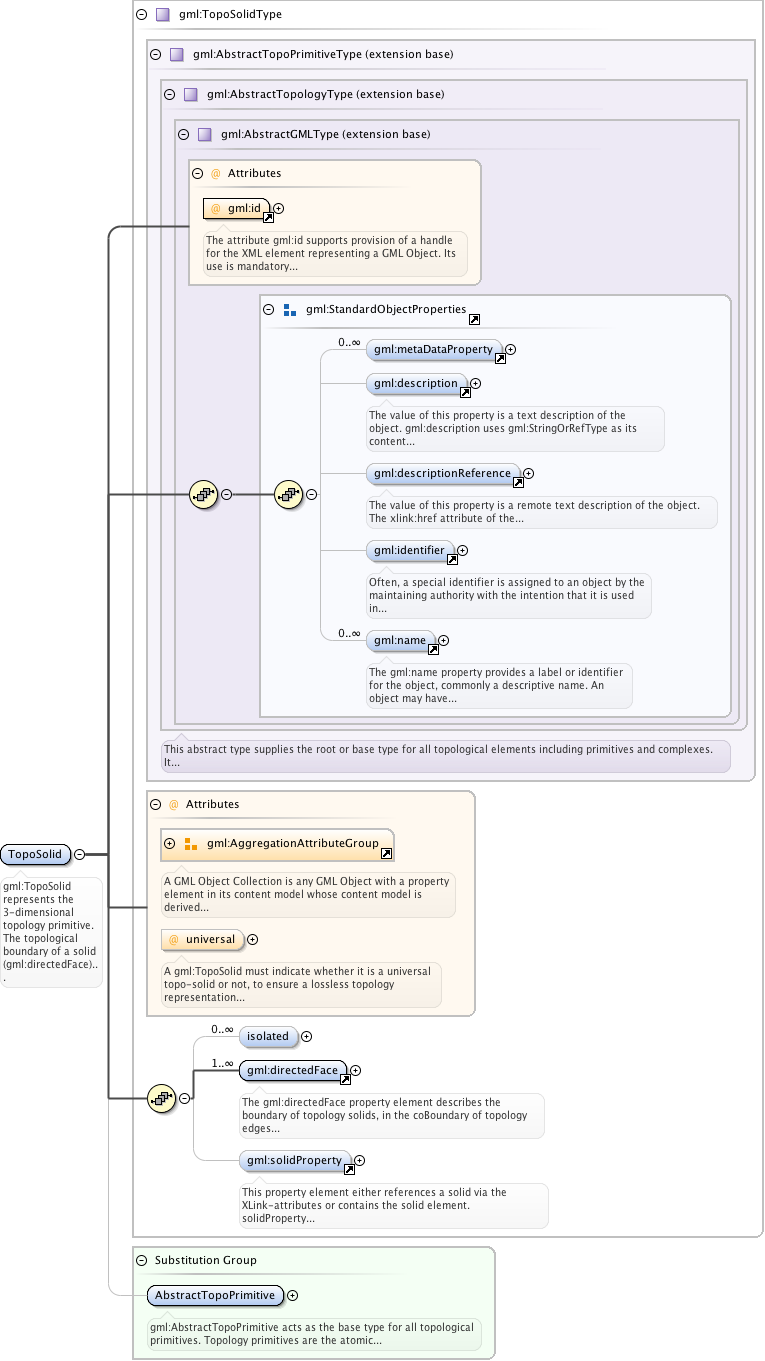 gml:TopoSolidType
gml:AbstractTopoPrimitiveType (extension base)
gml:AbstractTopologyType (extension base)
gml:AbstractGMLType (extension base)
@ Attributes
@ gml:id
The attribute gml:id supports provision of a handle
for the XML element representing a GML Object. Its
use is mandatory...
gml:StandardObjectProperties
0..∞
gml:metaDataProperty
gml:description
The value of this property is a text description of the
object. gml:description uses gml:StringOrRefType as its
content...
gml:descriptionReference
The value of this property is a remote text description of the object.
The xlink:href attribute of the...
gml:identifier
Often, a special identifier is assigned to an object by the
maintaining authority with the intention that it is used
in...
0..∞
gml:name
The gml:name property provides a label or identifier
for the object, commonly a descriptive name. An
object may have...
This abstract type supplies the root or base type for all topological elements including primitives and complexes.
It...
@ Attributes
gml:AggregationAttributeGroup
A GML Object Collection is any GML Object with a property
element in its content model whose content model is
derived...
@ universal
A gml:TopoSolid must indicate whether it is a universal
topo-solid or not, to ensure a lossless topology
representation...
TopoSolid
gml:TopoSolid
represents the
3-dimensional
topology primitive.
The topological
boundary of a solid
(gml:directedFace)..
.
0..∞
isolated
1..∞
gml:directedFace
The gml:directedFace property element describes the
boundary of topology solids, in the coBoundary of topology
edges...
gml:solidProperty
This property element either references a solid via the
XLink-attributes or contains the solid element.
solidProperty...
Substitution Group
AbstractTopoPrimitive
gml:AbstractTopoPrimitive acts as the base type for all topological
primitives. Topology primitives are the atomic...